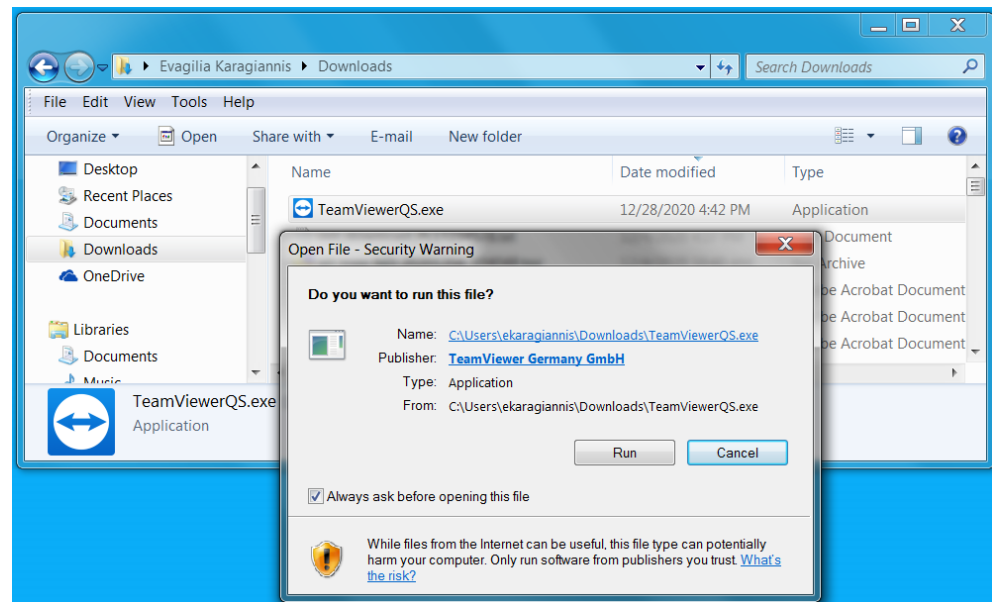 Evagilia Karagiannis Downloads
Search Downloads
File Edit View Tools Help
Organize Open Share with E-mail New folder
Desktop
Recent Places
Documents
Downloads
OneDrive
Libraries
Documents
Music
Name Date modified Type
TeamViewerQS.exe 12/28/2020 4:42 PM Application
Document
Archive
be Acrobat Document
be Acrobat Document
be Acrobat Document
TeamViewerQS.exe
Application
Open File - Security Warning
Do you want to run this file?
Name: C:\Users\ekaragiannis\Downloads\TeamViewerQS.exe
Publisher: TeamViewer Germany GmbH
Type: Application
From: C:\Users\ekaragiannis\Downloads\TeamViewerQS.exe
Run Cancel
Always ask before opening this file
While files from the Internet can be useful, this file type can potentially
harm your computer. Only run software from publishers you trust. What's
the risk?